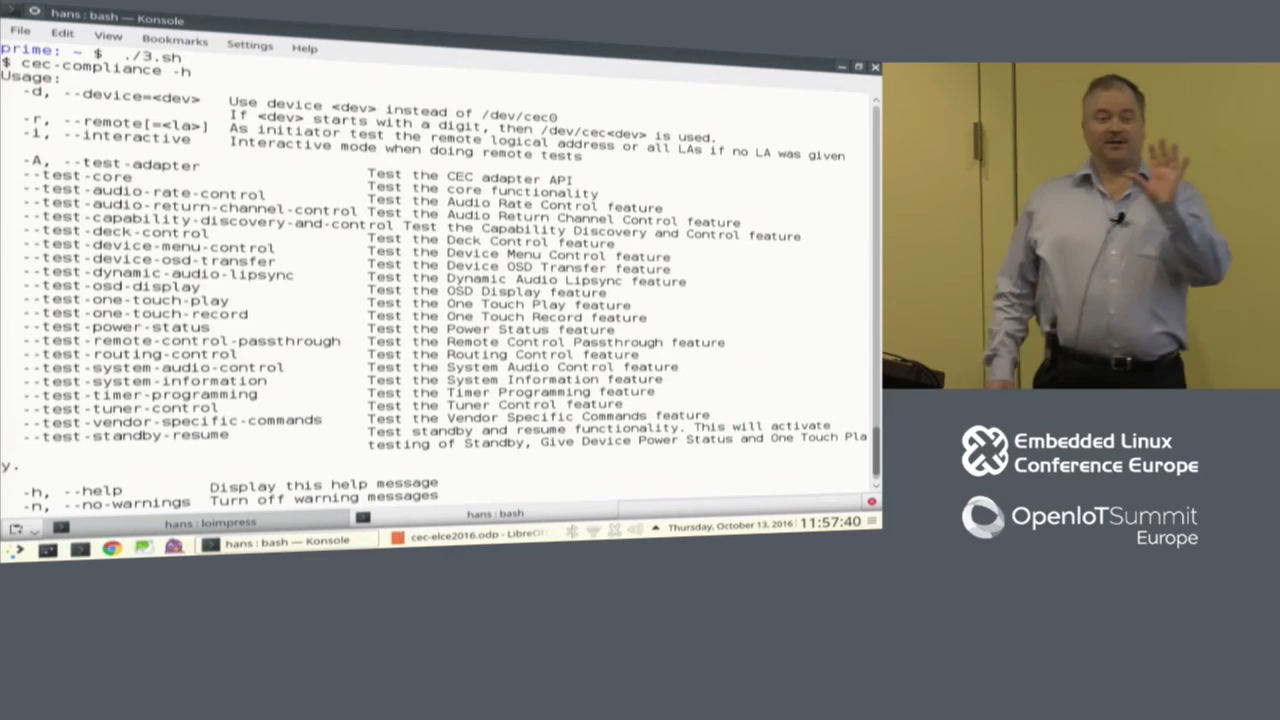 hans : bash — Konsole
File Edit View Bookmarks Settings Help
prime: ~ $ ./3.sh
$ cec-compliance -h
Usage:
-d, --device=<dev> Use device <dev> instead of /dev/cec0
If <dev> starts with a digit, then /dev/cec<dev> is used.
-r, --remote[=<la>] As initiator test the remote logical address or all LAs if no LA was given
-i, --interactive Interactive mode when doing remote tests
-A, --test-adapter Test the CEC adapter API
--test-core Test the core functionality
--test-audio-rate-control Test the Audio Rate Control feature
--test-audio-return-channel-control Test the Audio Return Channel Control feature
--test-capability-discovery-and-control Test the Capability Discovery and Control feature
--test-deck-control Test the Deck Control feature
--test-device-menu-control Test the Device Menu Control feature
--test-device-osd-transfer Test the Device OSD Transfer feature
--test-dynamic-audio-lipsync Test the Dynamic Audio Lipsync feature
--test-osd-display Test the OSD Display feature
--test-one-touch-play Test the One Touch Play feature
--test-one-touch-record Test the One Touch Record feature
--test-power-status Test the Power Status feature
--test-remote-control-passthrough Test the Remote Control Passthrough feature
--test-routing-control Test the Routing Control feature
--test-system-audio-control Test the System Audio Control feature
--test-system-information Test the System Information feature
--test-timer-programming Test the Timer Programming feature
--test-tuner-control Test the Tuner Control feature
--test-vendor-specific-commands Test the Vendor Specific Commands feature
--test-standby-resume Test standby and resume functionality. This will activate
testing of Standby, Give Device Power Status and One Touch Pla
y.
-h, --help Display this help message
-n, --no-warnings Turn off warning messages
hans : loimpress hans : bash
hans : bash — Konsole cec-elce2016.odp - LibreOf Thursday, October 13, 2016 11:57:40
Embedded Linux
Conference Europe
OpenIoTSummit
Europe